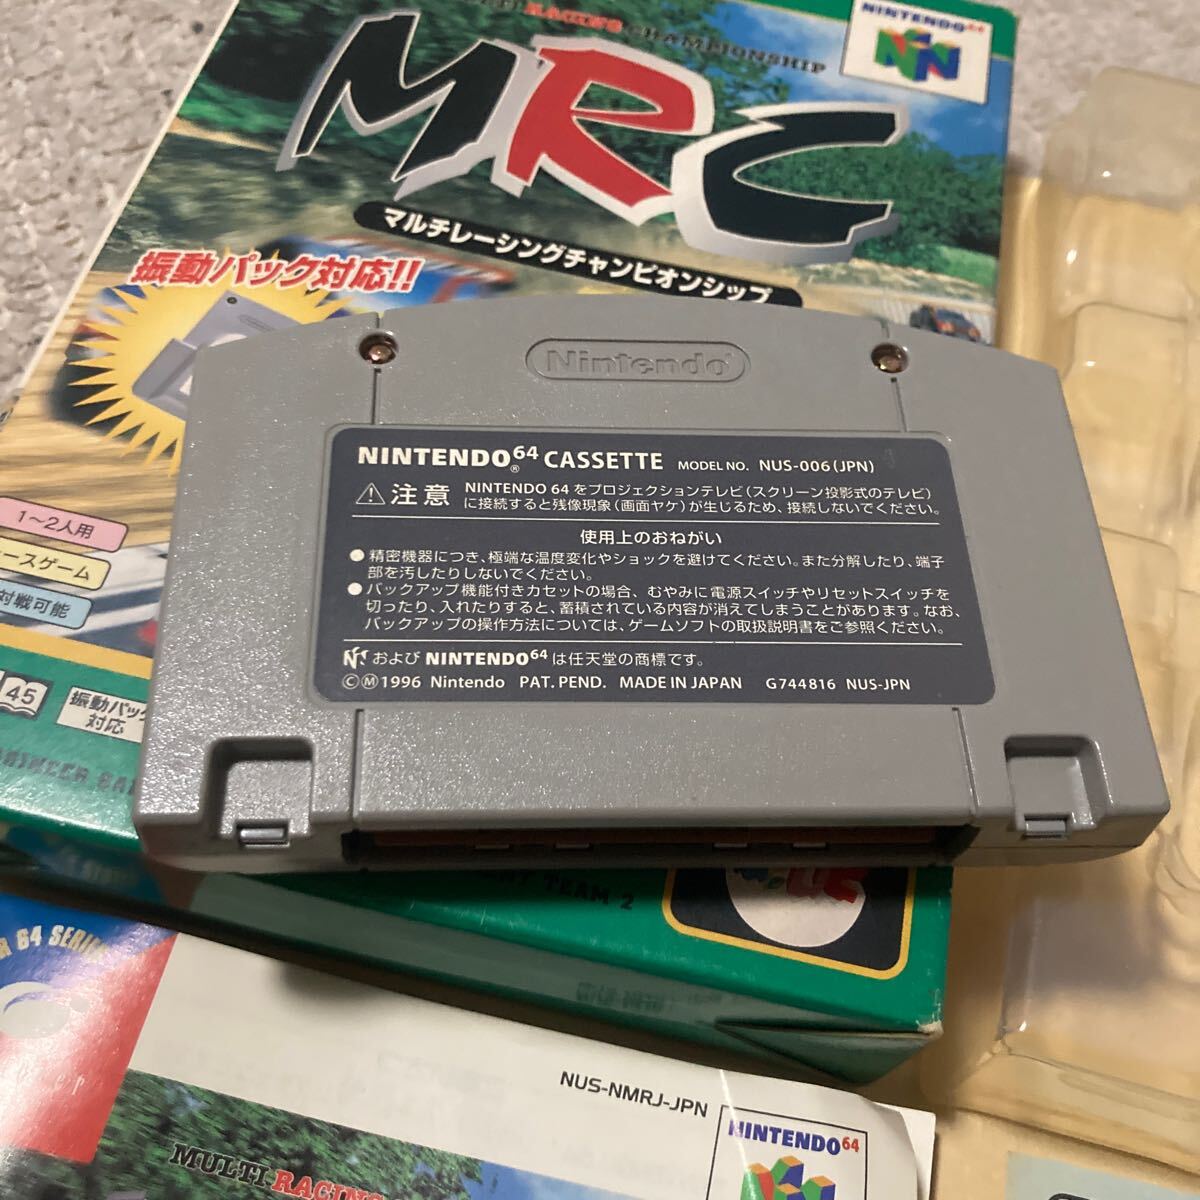 MULTI RACING CHAMPIONSHIP
NINTENDO64
MRC
マルチレーシングチャンピオンシップ
振動パック対応!!
1〜2人用
ースゲーム
対戦可能
45
振動パック
対応
Nintendo
NINTENDO64® CASSETTE MODEL NO. NUS-006(JPN)
⚠注意 NINTENDO 64をプロジェクションテレビ(スクリーン投影式のテレビ)
に接続すると残像現象(画面ヤケ)が生じるため、接続しないでください。
使用上のおねがい
●精密機器につき、極端な温度変化やショックを避けてください。また分解したり、端子
部を汚したりしないでください。
●バックアップ機能付きカセットの場合、むやみに電源スイッチやリセットスイッチを
切ったり、入れたりすると、蓄積されている内容が消えてしまうことがあります。なお、
バックアップの操作方法については、ゲームソフトの取扱説明書をご参照ください。
および NINTENDO64 は任天堂の商標です。
©Ⓜ1996 Nintendo PAT. PEND. MADE IN JAPAN G744816 NUS-JPN
TEAM 2
64 SERIES
NUS-NMRJ-JPN
NINTENDO64
MULTI RACING